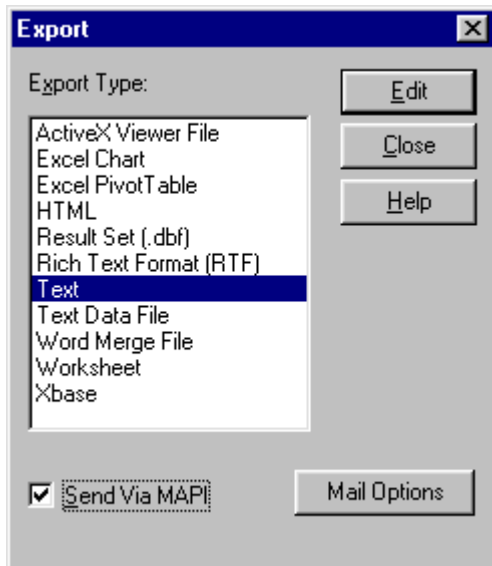 Export
Export Type:
Edit
ActiveX Viewer File
Close
Excel Chart
Excel PivotTable
Help
HTML
Result Set (.dbf)
Rich Text Format (RTF)
Text
Text Data File
Word Merge File
Worksheet
Xbase
Send Via MAPI
Mail Options